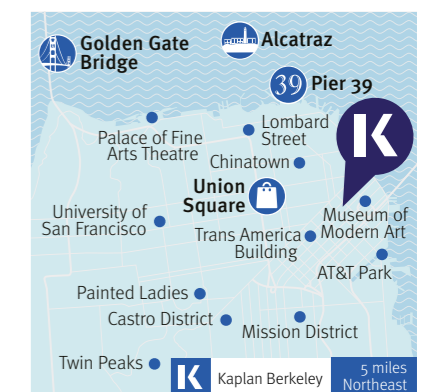 Golden Gate
Bridge
Alcatraz
39 Pier 39
K
Palace of Fine
Arts Theatre
Lombard
Street
Chinatown
Union
Square
University of
San Francisco
Museum of
Modern Art
Trans America
Building
AT&T Park
Painted Ladies
Castro District
Mission District
Twin Peaks
K Kaplan Berkeley
5 miles
Northeast